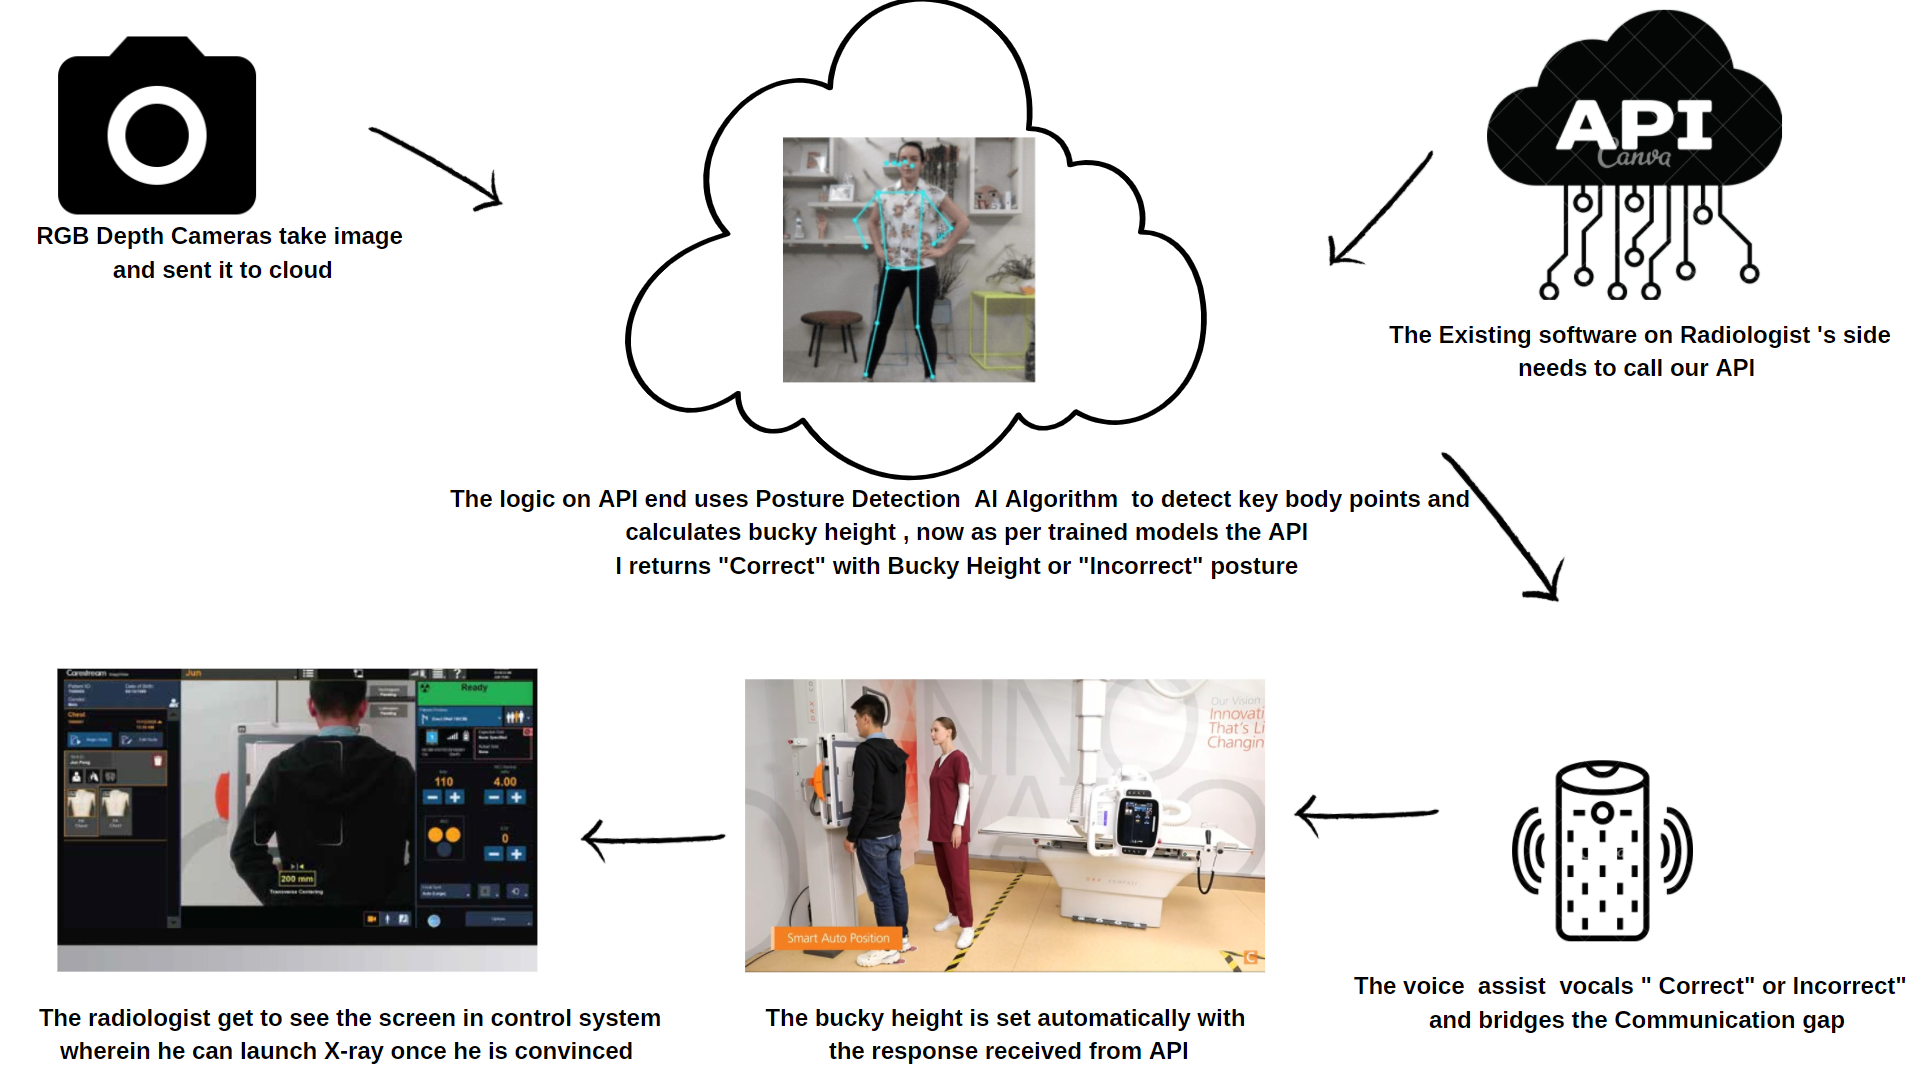 RGB Depth Cameras take image
and sent it to cloud
API
Canva
The Existing software on Radiologist 's side
needs to call our API
The logic on API end uses Posture Detection  AI Algorithm  to detect key body points and
calculates bucky height , now as per trained models the API
I returns "Correct" with Bucky Height or "Incorrect" posture
Carestream
Jun
Ready
Chest
110
4.00
0
200 mm
Transverse Centering
Our Vision
Innovati
That's Li
Changin
Smart Auto Position
The radiologist get to see the screen in control system
wherein he can launch X-ray once he is convinced
The bucky height is set automatically with
the response received from API
The voice  assist  vocals " Correct" or Incorrect"
and bridges the Communication gap